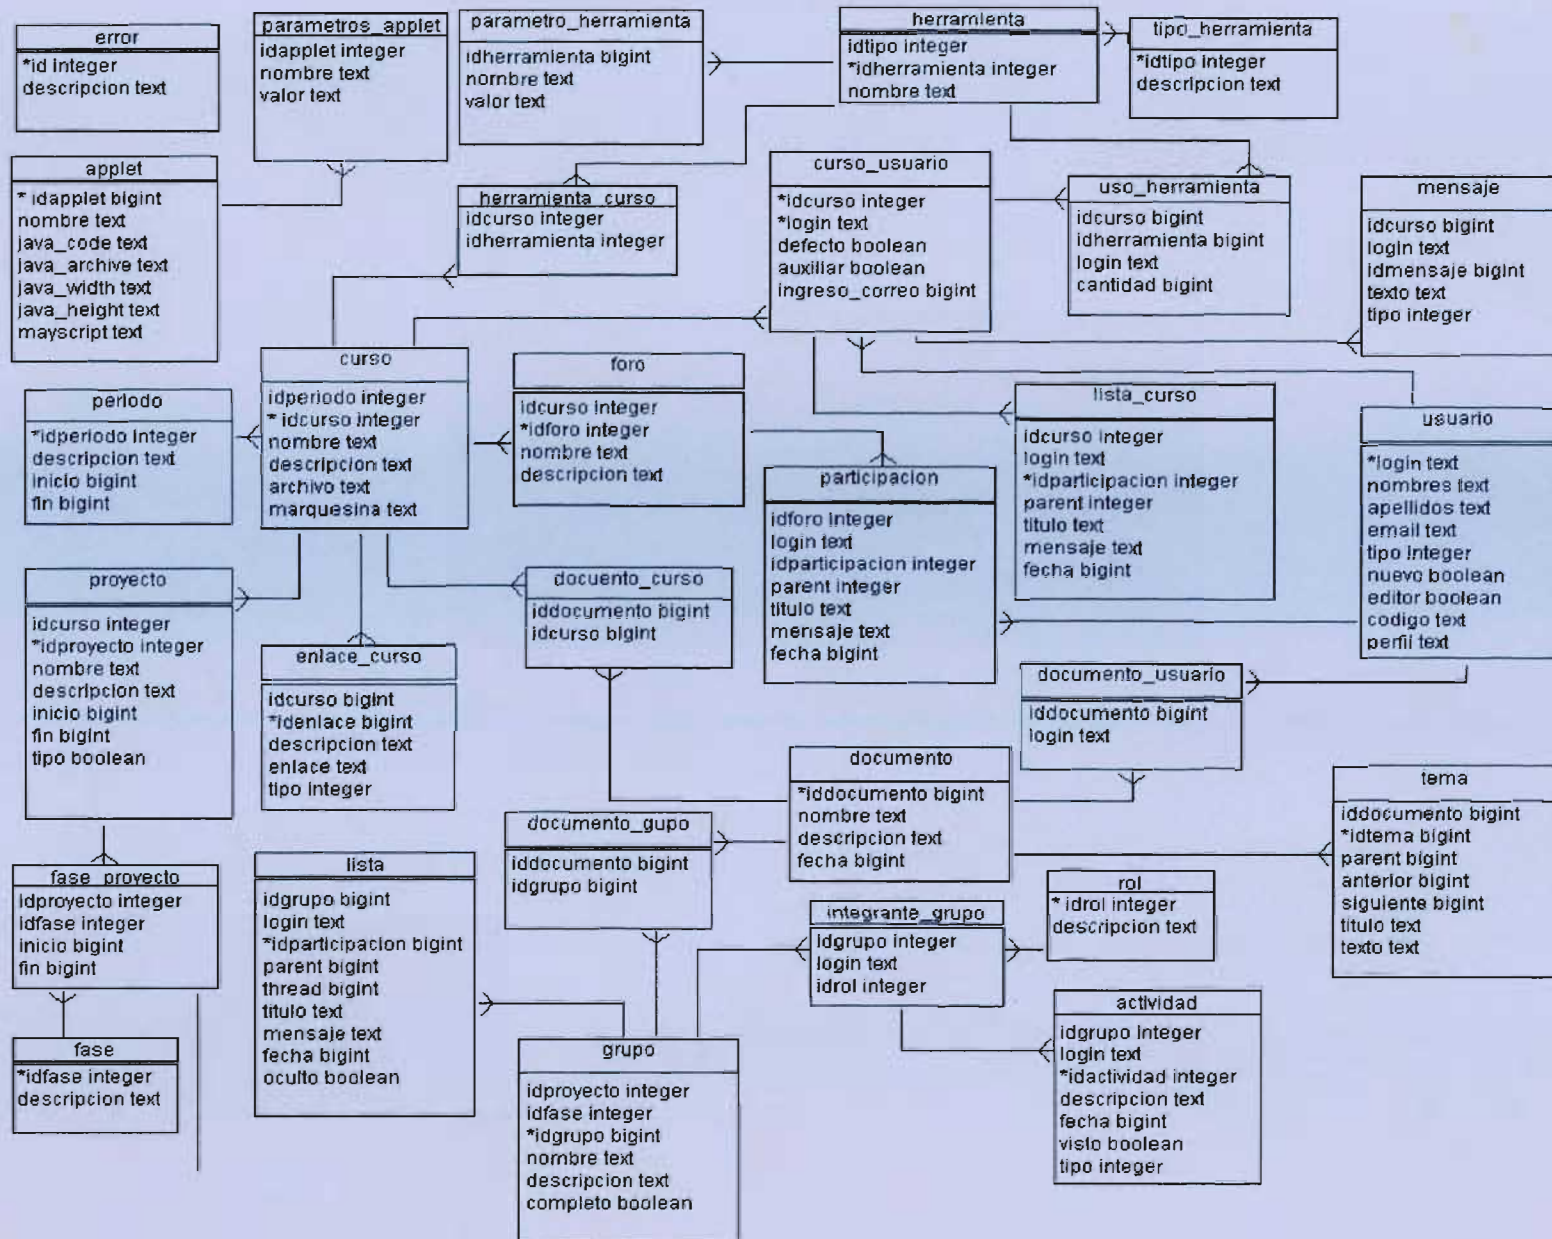 error
*id integer
descripcion text
parametros_applet
idapplet integer
nombre text
valor text
parametro_herramienta
idherramienta bigint
nombre text
valor text
herramienta
idtipo integer
*idherramienta integer
nombre text
tipo_herramienta
*idtipo integer
descripcion text
applet
* idapplet bigint
nombre text
java_code text
java_archive text
java_width text
java_height text
mayscript text
herramienta_curso
idcurso integer
idherramienta integer
curso_usuario
*idcurso integer
*login text
defecto boolean
auxiliar boolean
ingreso_correo bigint
uso_herramienta
idcurso bigint
idherramienta bigint
login text
cantidad bigint
mensaje
idcurso bigint
login text
idmensaje bigint
texto text
tipo integer
periodo
*idperiodo integer
descripcion text
inicio bigint
fin bigint
curso
idperiodo integer
* idcurso integer
nombre text
descripcion text
archivo text
marquesina text
foro
idcurso integer
*idforo integer
nombre text
descripcion text
participacion
idforo integer
login text
idparticipacion integer
parent integer
titulo text
mensaje text
fecha bigint
lista_curso
idcurso integer
login text
*idparticipacion integer
parent integer
titulo text
mensaje text
fecha bigint
usuario
*login text
nombres text
apellidos text
email text
tipo integer
nuevo boolean
editor boolean
codigo text
perfil text
proyecto
idcurso integer
*idproyecto integer
nombre text
descripcion text
inicio bigint
fin bigint
tipo boolean
enlace_curso
idcurso bigint
*idenlace bigint
descripcion text
enlace text
tipo integer
docuento_curso
iddocumento bigint
idcurso bigint
documento_usuario
iddocumento bigint
login text
documento
*iddocumento bigint
nombre text
descripcion text
fecha bigint
tema
iddocumento bigint
*idtema bigint
parent bigint
anterior bigint
siguiente bigint
titulo text
texto text
fase_proyecto
idproyecto integer
idfase integer
inicio bigint
fin bigint
lista
idgrupo bigint
login text
*idparticipacion bigint
parent bigint
thread bigint
titulo text
mensaje text
fecha bigint
oculto boolean
documento_gupo
iddocumento bigint
idgrupo bigint
integrante_grupo
idgrupo integer
login text
idrol integer
rol
* idrol integer
descripcion text
fase
*idfase integer
descripcion text
grupo
idproyecto integer
idfase integer
*idgrupo bigint
nombre text
descripcion text
completo boolean
actividad
idgrupo integer
login text
*idactividad integer
descripcion text
fecha bigint
visto boolean
tipo integer